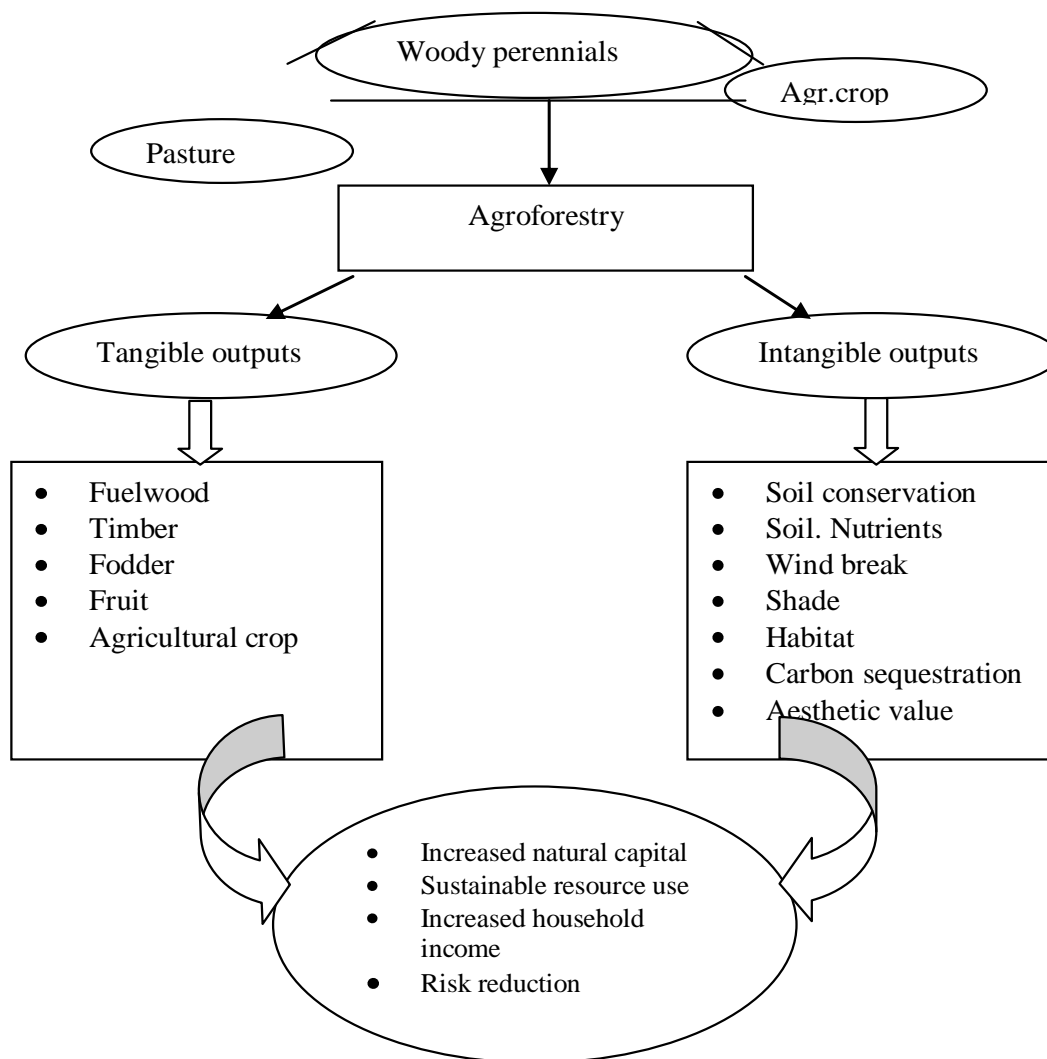 Woody perennials
Agr.crop
Pasture
Agroforestry
Tangible outputs
Intangible outputs
• Fuelwood
• Timber
• Fodder
• Fruit
• Agricultural crop
• Soil conservation
• Soil. Nutrients
• Wind break
• Shade
• Habitat
• Carbon sequestration
• Aesthetic value
• Increased natural capital
• Sustainable resource use
• Increased household
income
• Risk reduction